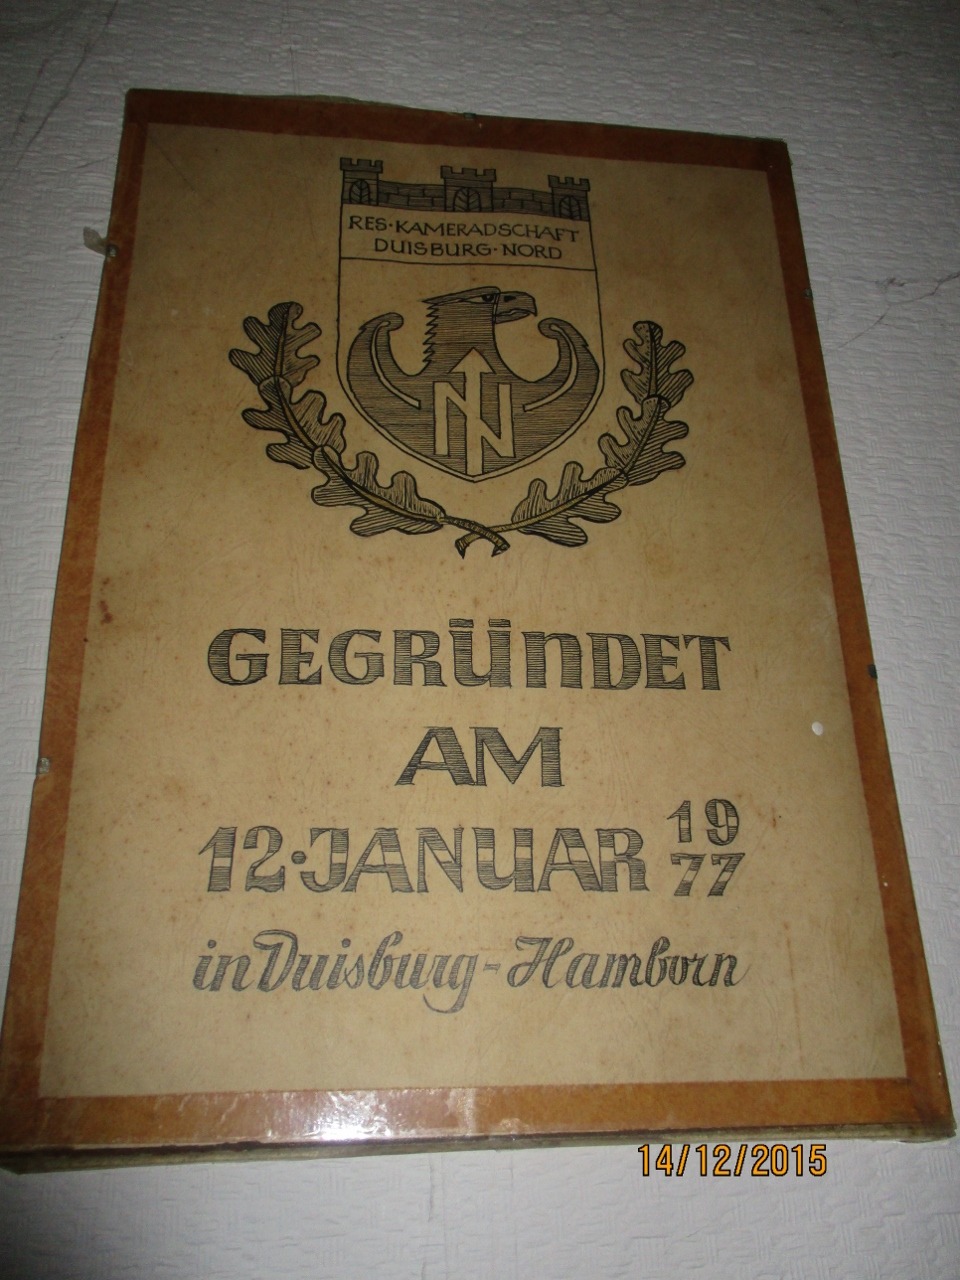 RES·KAMERADSCHAFT
DUISBURG·NORD
N
GEGRÜNDET
AM
12·JANUAR 19
77
in Duisburg-Hamborn
14/12/2015